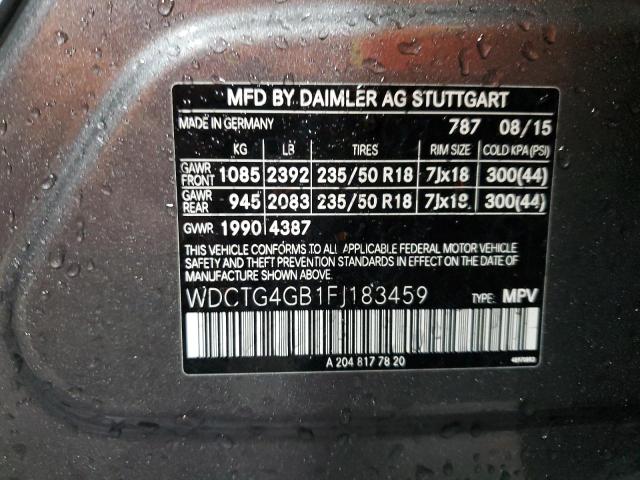 MFD BY DAIMLER AG STUTTGART
MADE IN GERMANY 787 08/15
KG LB TIRES RIM SIZE COLD KPA (PSI)
GAWR FRONT 1085 2392 235/50 R18 7Jx18 300(44)
GAWR REAR 945 2083 235/50 R18 7Jx18 300(44)
GVWR 1990 4387
THIS VEHICLE CONFORMS TO ALL APPLICABLE FEDERAL MOTOR VEHICLE
SAFETY AND THEFT PREVENTION STANDARDS IN EFFECT ON THE DATE OF
MANUFACTURE SHOWN ABOVE.
WDCTG4GB1FJ183459 TYPE: MPV
A 204 817 78 20